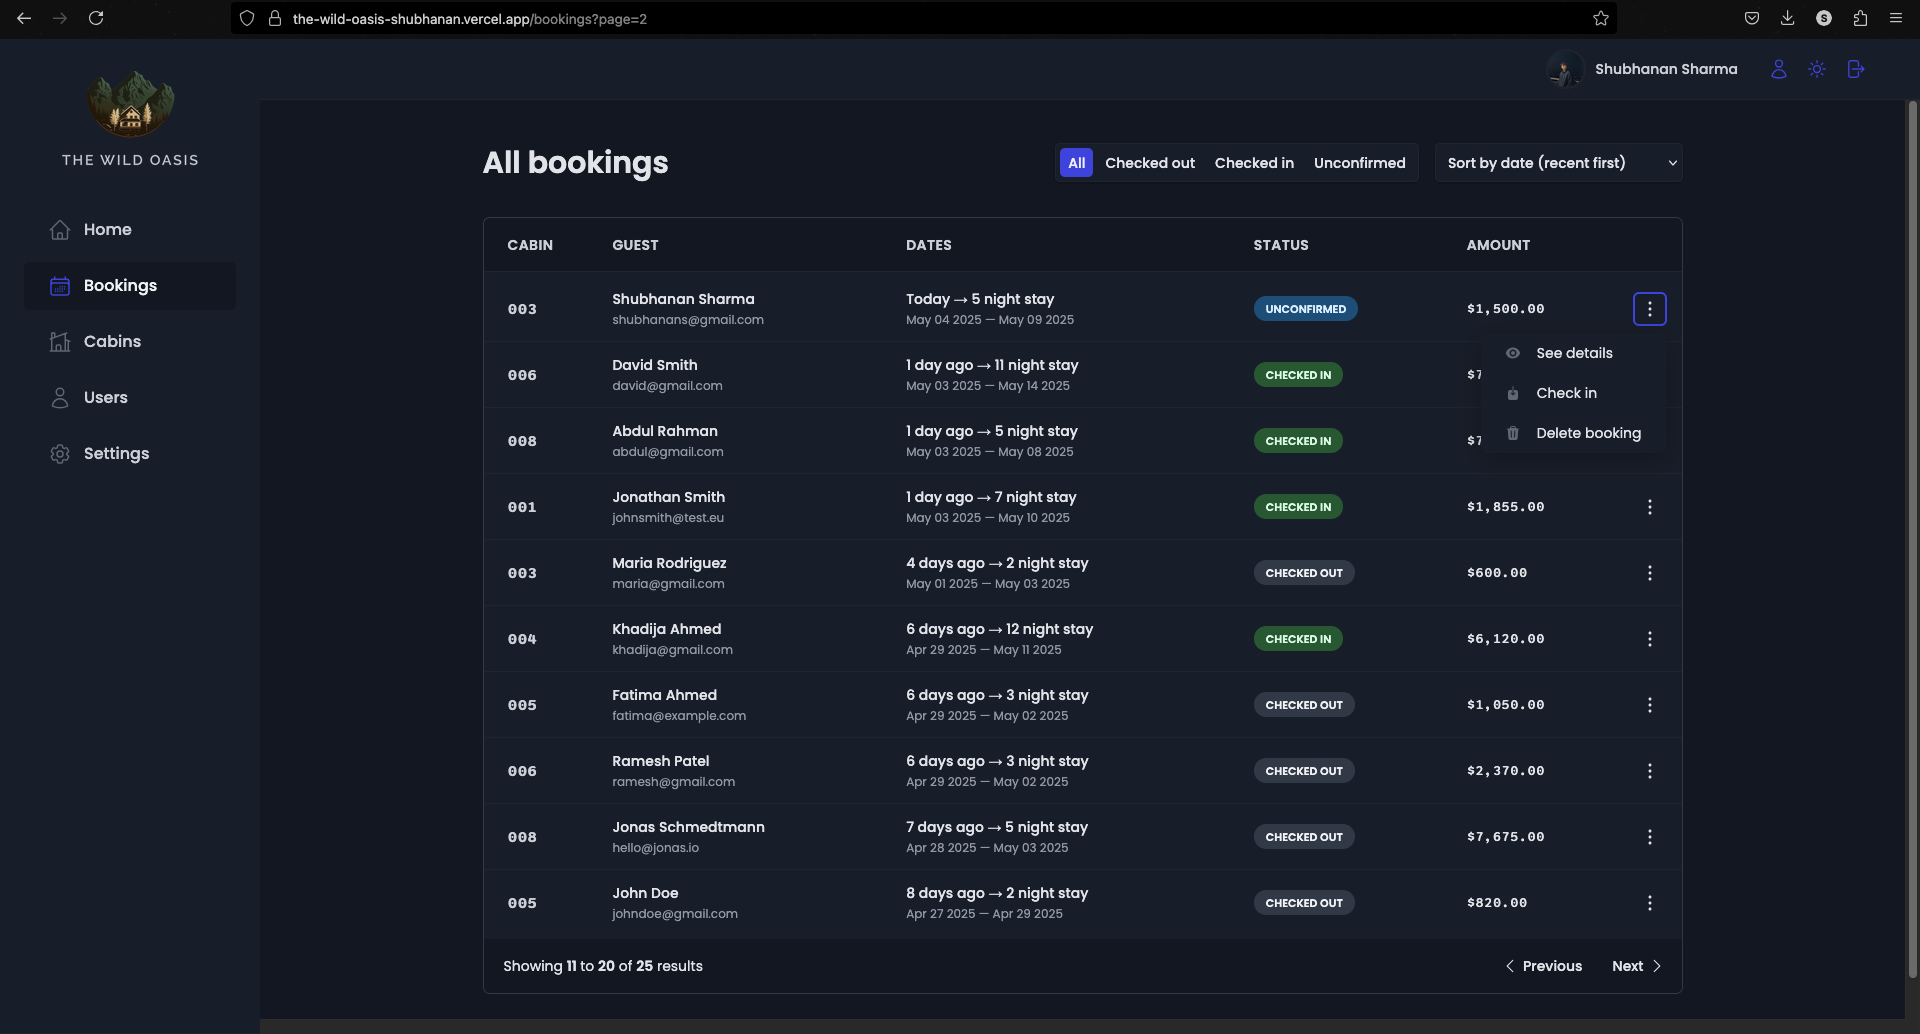 the-wild-oasis-shubhanan.vercel.app/bookings?page=2
S
Shubhanan Sharma
THE WILD OASIS
Home
Bookings
Cabins
Users
Settings
All bookings
All Checked out Checked in Unconfirmed
Sort by date (recent first)
CABIN GUEST DATES STATUS AMOUNT
003 Shubhanan Sharma Today → 5 night stay UNCONFIRMED $1,500.00
shubhanans@gmail.com May 04 2025 — May 09 2025
See details
Check in
Delete booking
006 David Smith 1 day ago → 11 night stay CHECKED IN $7
david@gmail.com May 03 2025 — May 14 2025
008 Abdul Rahman 1 day ago → 5 night stay CHECKED IN $7
abdul@gmail.com May 03 2025 — May 08 2025
001 Jonathan Smith 1 day ago → 7 night stay CHECKED IN $1,855.00
johnsmith@test.eu May 03 2025 — May 10 2025
003 Maria Rodriguez 4 days ago → 2 night stay CHECKED OUT $600.00
maria@gmail.com May 01 2025 — May 03 2025
004 Khadija Ahmed 6 days ago → 12 night stay CHECKED IN $6,120.00
khadija@gmail.com Apr 29 2025 — May 11 2025
005 Fatima Ahmed 6 days ago → 3 night stay CHECKED OUT $1,050.00
fatima@example.com Apr 29 2025 — May 02 2025
006 Ramesh Patel 6 days ago → 3 night stay CHECKED OUT $2,370.00
ramesh@gmail.com Apr 29 2025 — May 02 2025
008 Jonas Schmedtmann 7 days ago → 5 night stay CHECKED OUT $7,675.00
hello@jonas.io Apr 28 2025 — May 03 2025
005 John Doe 8 days ago → 2 night stay CHECKED OUT $820.00
johndoe@gmail.com Apr 27 2025 — Apr 29 2025
Showing 11 to 20 of 25 results
Previous Next